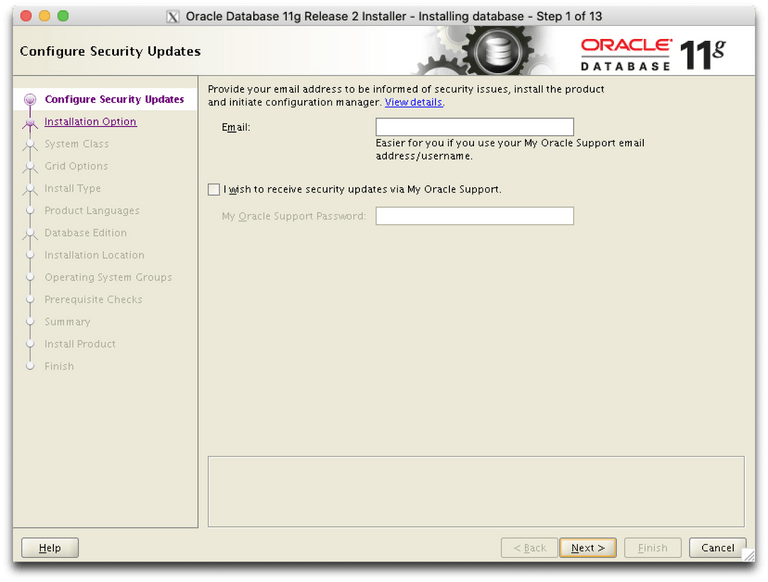 Oracle Database 11g Release 2 Installer - Installing database - Step 1 of 13
Configure Security Updates
ORACLE
DATABASE 11g
Configure Security Updates
Installation Option
System Class
Grid Options
Install Type
Product Languages
Database Edition
Installation Location
Operating System Groups
Prerequisite Checks
Summary
Install Product
Finish
Provide your email address to be informed of security issues, install the product
and initiate configuration manager. View details.
Email:
Easier for you if you use your My Oracle Support email
address/username.
I wish to receive security updates via My Oracle Support.
My Oracle Support Password:
Help
< Back
Next >
Finish
Cancel